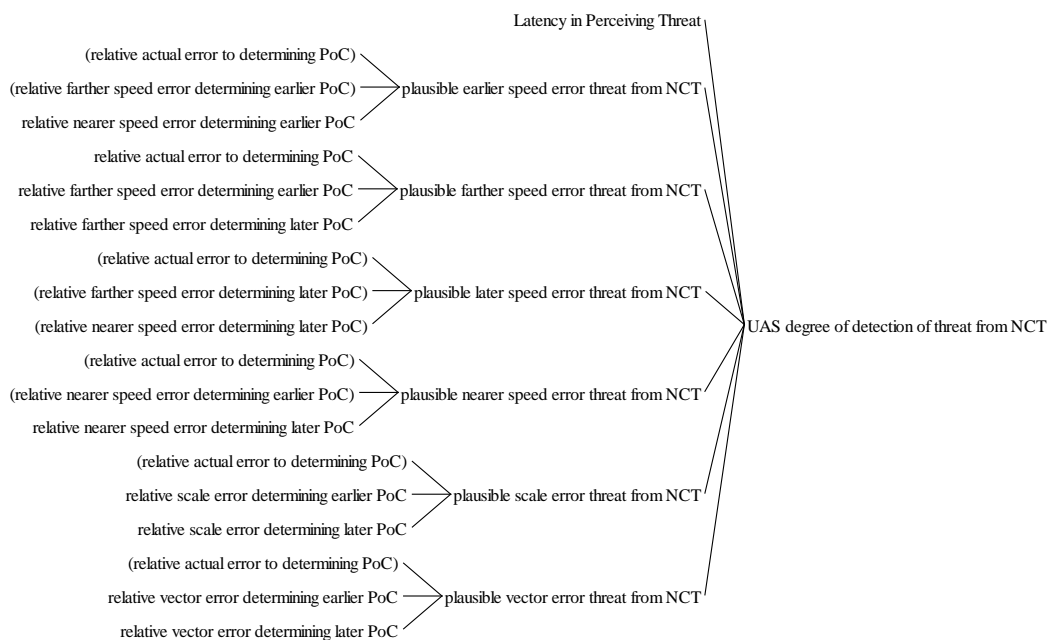 Latency in Perceiving Threat
(relative actual error to determining PoC)
(relative farther speed error determining earlier PoC)
plausible earlier speed error threat from NCT
relative nearer speed error determining earlier PoC
relative actual error to determining PoC
relative farther speed error determining earlier PoC
plausible farther speed error threat from NCT
relative farther speed error determining later PoC
(relative actual error to determining PoC)
(relative farther speed error determining later PoC)
plausible later speed error threat from NCT
(relative nearer speed error determining later PoC)
UAS degree of detection of threat from NCT
(relative actual error to determining PoC)
(relative nearer speed error determining earlier PoC)
plausible nearer speed error threat from NCT
relative nearer speed error determining later PoC
(relative actual error to determining PoC)
relative scale error determining earlier PoC
plausible scale error threat from NCT
relative scale error determining later PoC
(relative actual error to determining PoC)
relative vector error determining earlier PoC
plausible vector error threat from NCT
relative vector error determining later PoC